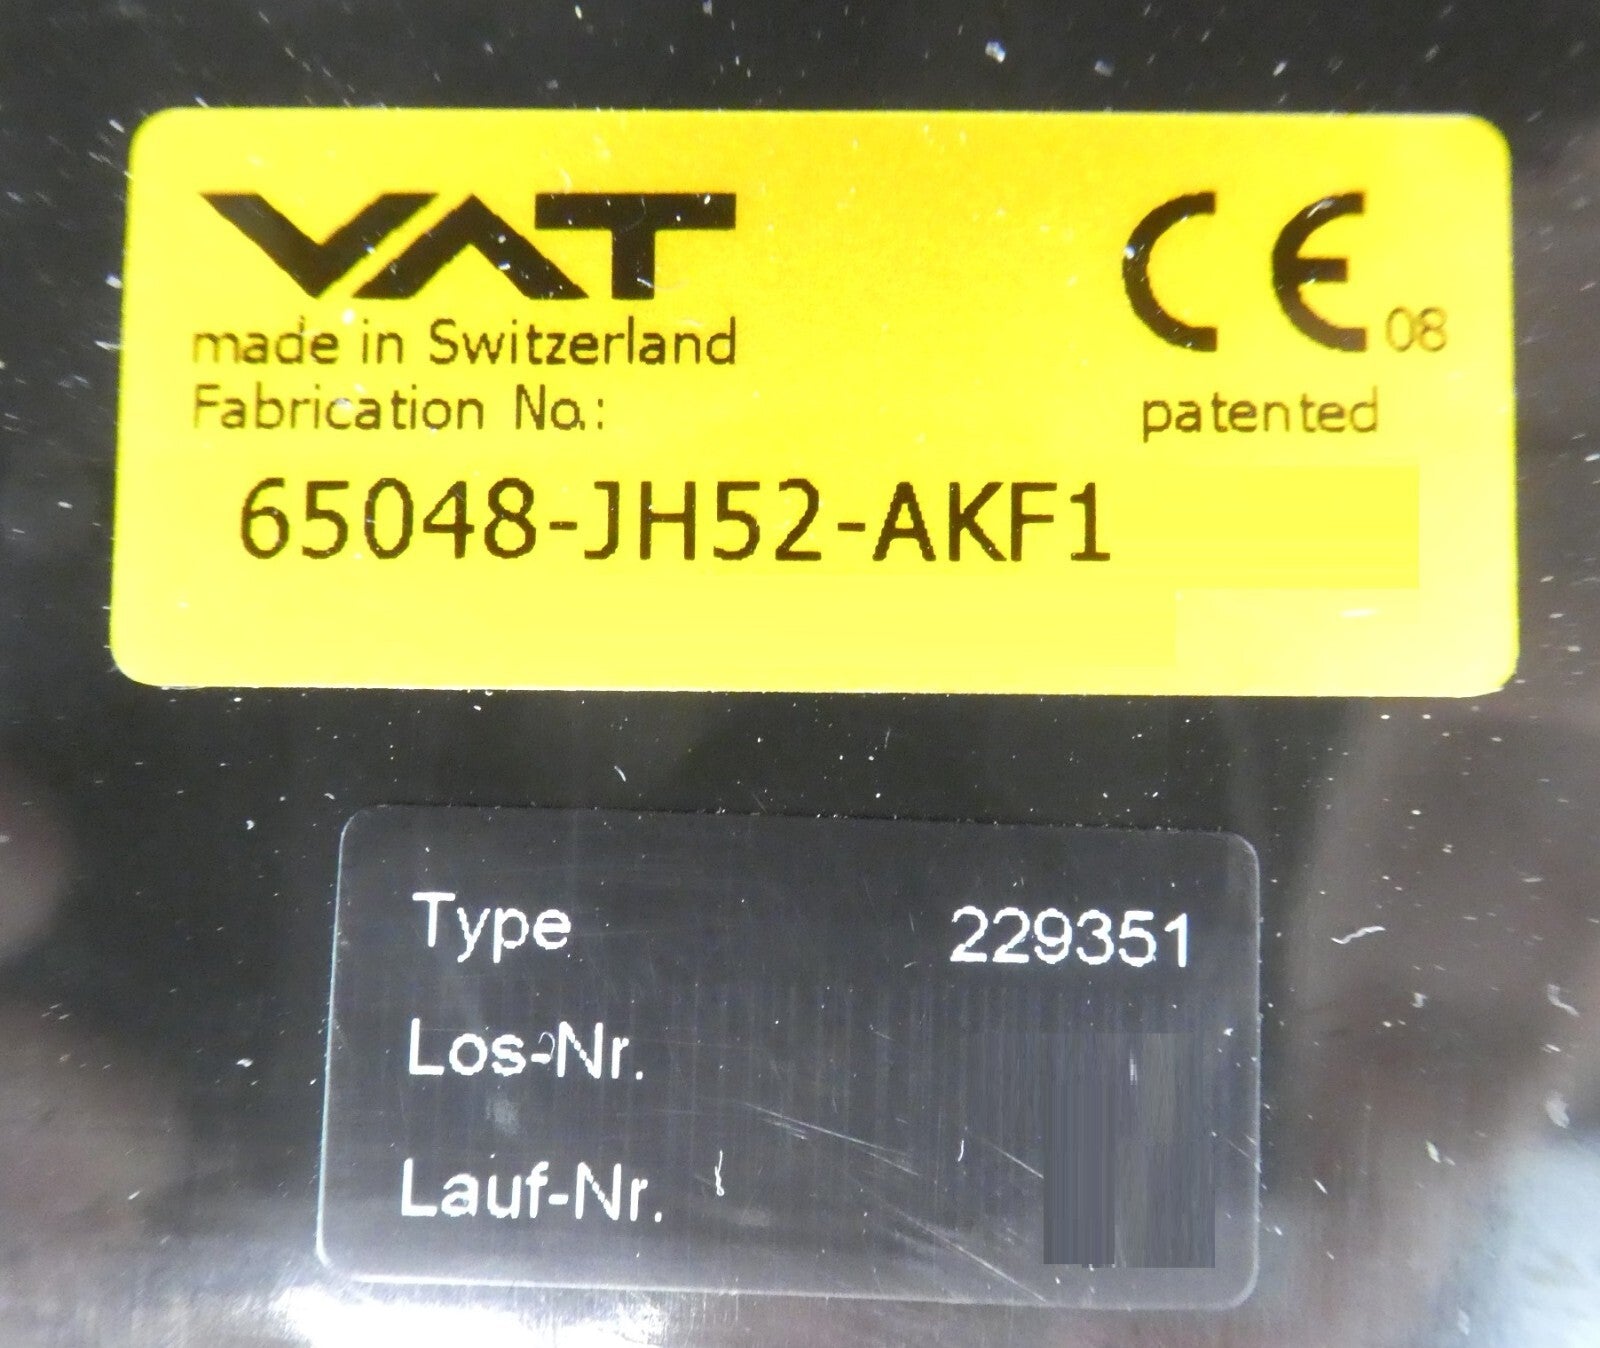 VAT
CE 08
made in Switzerland
Fabrication No.:
patented
65048-JH52-AKF1
Type 229351
Los-Nr.
Lauf-Nr.